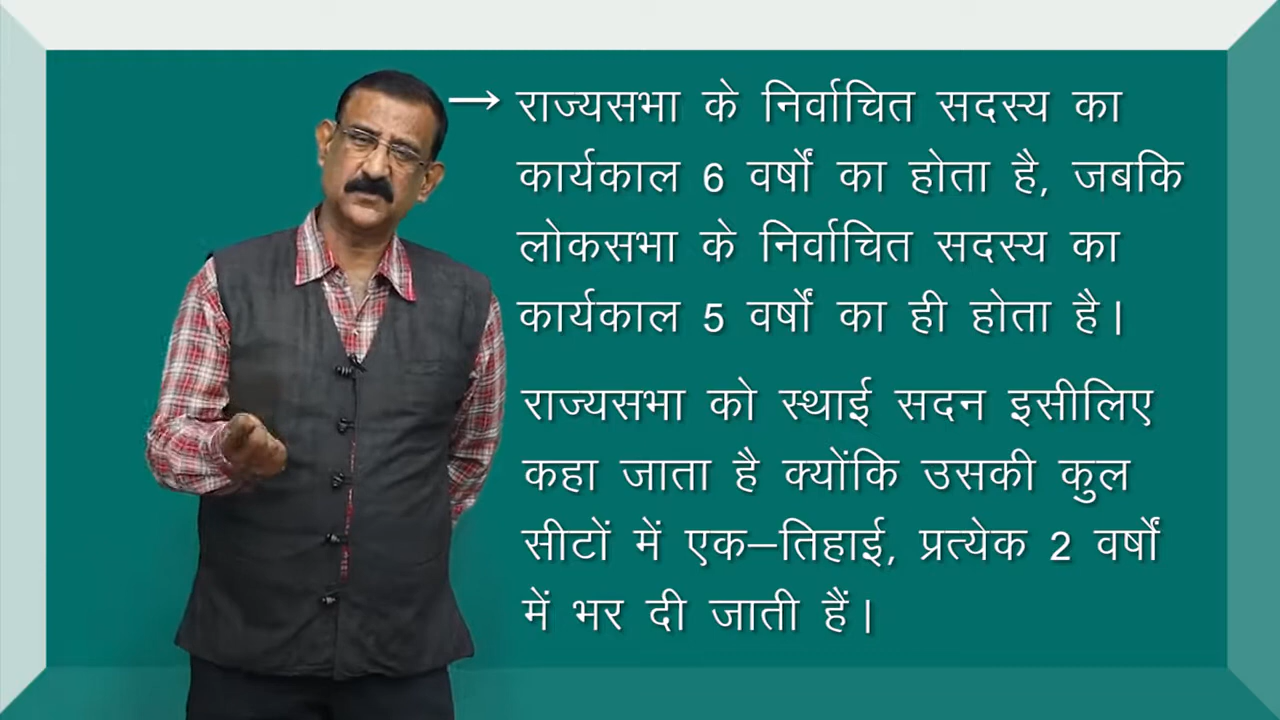 → राज्यसभा के निर्वाचित सदस्य का
कार्यकाल 6 वर्षों का होता है, जबकि
लोकसभा के निर्वाचित सदस्य का
कार्यकाल 5 वर्षों का ही होता है।
राज्यसभा को स्थाई सदन इसीलिए
कहा जाता है क्योंकि उसकी कुल
सीटों में एक–तिहाई, प्रत्येक 2 वर्षों
में भर दी जाती हैं।